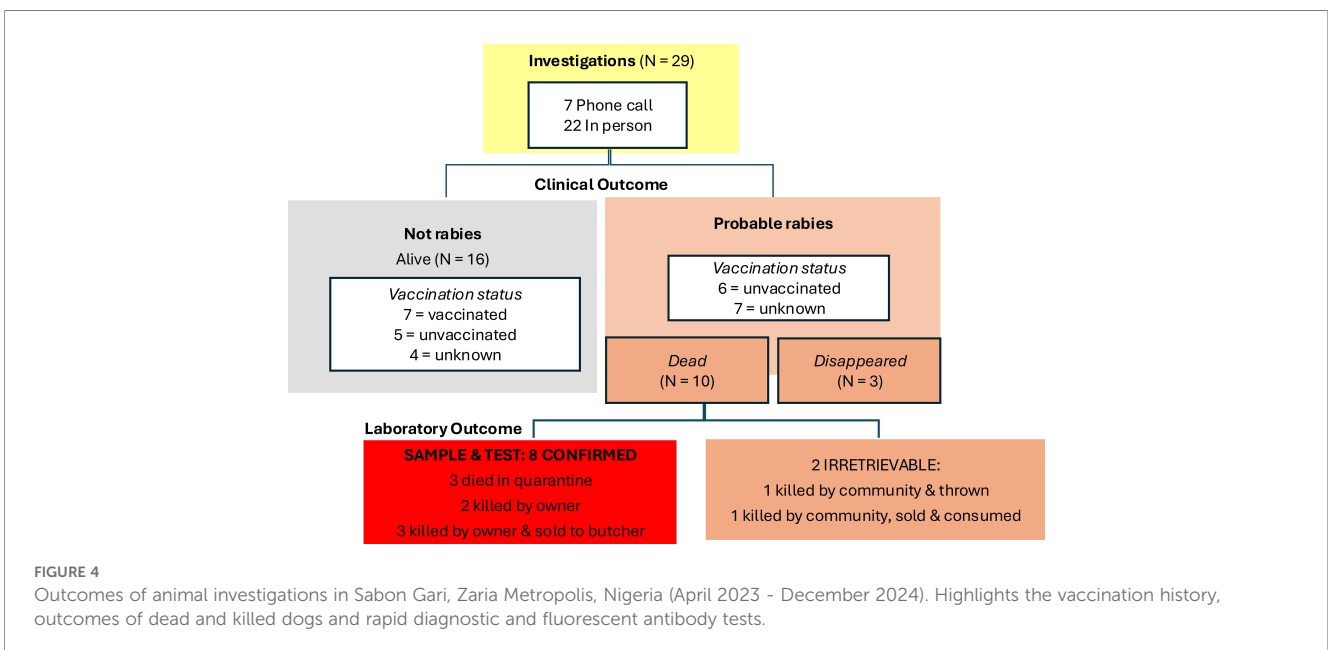 Investigations (N = 29)
7 Phone call
22 In person
Clinical Outcome
Not rabies
Alive (N = 16)
Vaccination status
7 = vaccinated
5 = unvaccinated
4 = unknown
Probable rabies
Vaccination status
6 = unvaccinated
7 = unknown
Dead
(N = 10)
Disappeared
(N = 3)
Laboratory Outcome
SAMPLE & TEST: 8 CONFIRMED
3 died in quarantine
2 killed by owner
3 killed by owner & sold to butcher
2 IRRETRIEVABLE:
1 killed by community & thrown
1 killed by community, sold & consumed
FIGURE 4
Outcomes of animal investigations in Sabon Gari, Zaria Metropolis, Nigeria (April 2023 - December 2024). Highlights the vaccination history,
outcomes of dead and killed dogs and rapid diagnostic and fluorescent antibody tests.